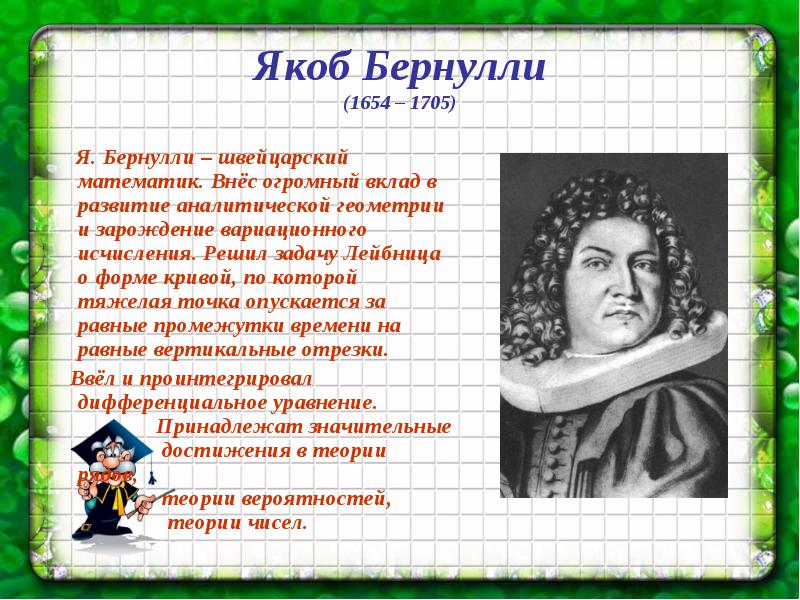 Якоб Бернулли
(1654 – 1705)
Я. Бернулли – швейцарский
математик. Внёс огромный вклад в
развитие аналитической геометрии
и зарождение вариационного
исчисления. Решил задачу Лейбница
о форме кривой, по которой
тяжелая точка опускается за
равные промежутки времени на
равные вертикальные отрезки.
Ввёл и проинтегрировал
дифференциальное уравнение.
Принадлежат значительные
достижения в теории
рядов,
теории вероятностей,
теории чисел.